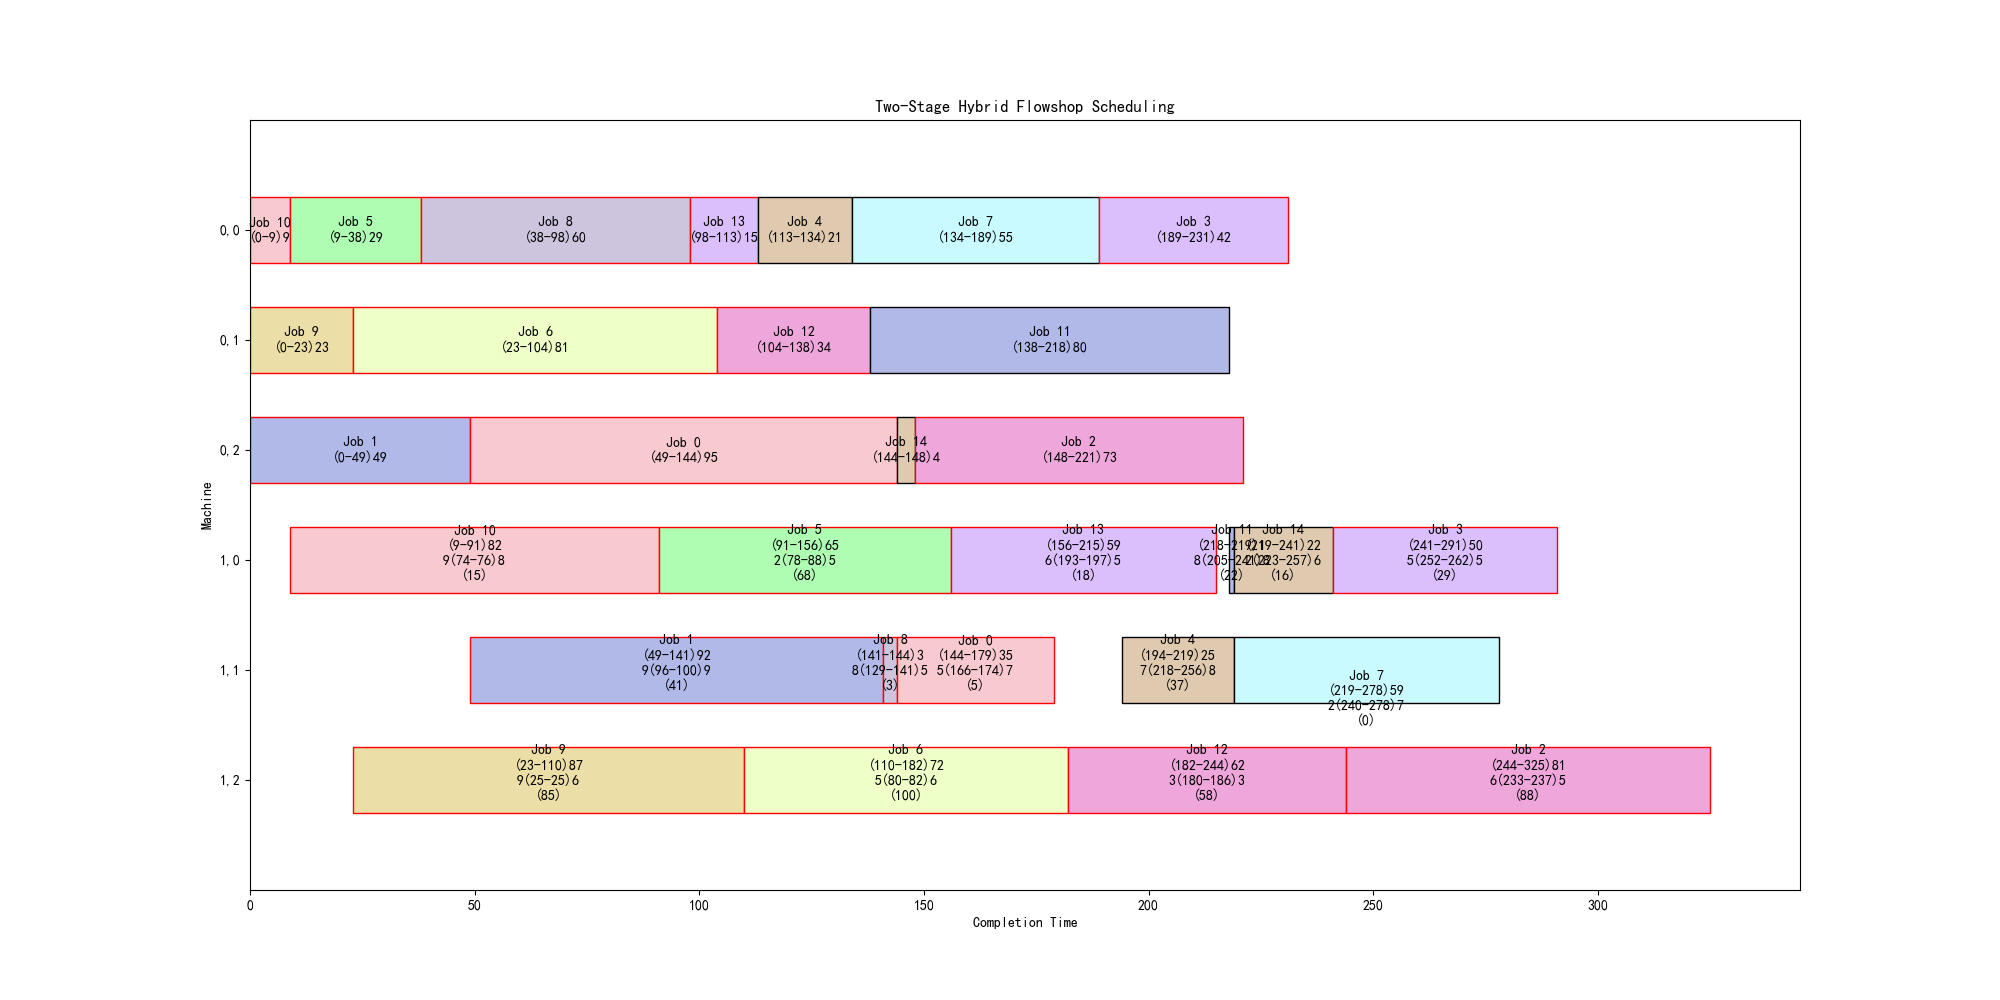 Two-Stage Hybrid Flowshop Scheduling
Machine
0,0
Job 10
(0-9)9
Job 5
(9-38)29
Job 8
(38-98)60
Job 13
(98-113)15
Job 4
(113-134)21
Job 7
(134-189)55
Job 3
(189-231)42
0,1
Job 9
(0-23)23
Job 6
(23-104)81
Job 12
(104-138)34
Job 11
(138-218)80
0,2
Job 1
(0-49)49
Job 0
(49-144)95
Job 14
(144-148)4
Job 2
(148-221)73
1,0
Job 10
(9-91)82
9(74-76)8
(15)
Job 5
(91-156)65
2(78-88)5
(68)
Job 13
(156-215)59
6(193-197)5
(18)
Job 11
(218-219)1
(22)
Job 14
(219-241)22
(16)
Job 3
(241-291)50
5(252-262)5
(29)
1,1
Job 1
(49-141)92
9(96-100)9
(41)
Job 8
(141-144)3
8(129-141)5
(3)
Job 0
(144-179)35
5(166-174)7
(5)
Job 4
(194-219)25
7(218-256)8
(37)
Job 7
(219-278)59
2(240-278)7
(0)
1,2
Job 9
(23-110)87
9(25-25)6
(85)
Job 6
(110-182)72
5(80-82)6
(100)
Job 12
(182-244)62
3(180-186)3
(58)
Job 2
(244-325)81
6(233-237)5
(88)
0
50
100
150
200
250
300
Completion Time